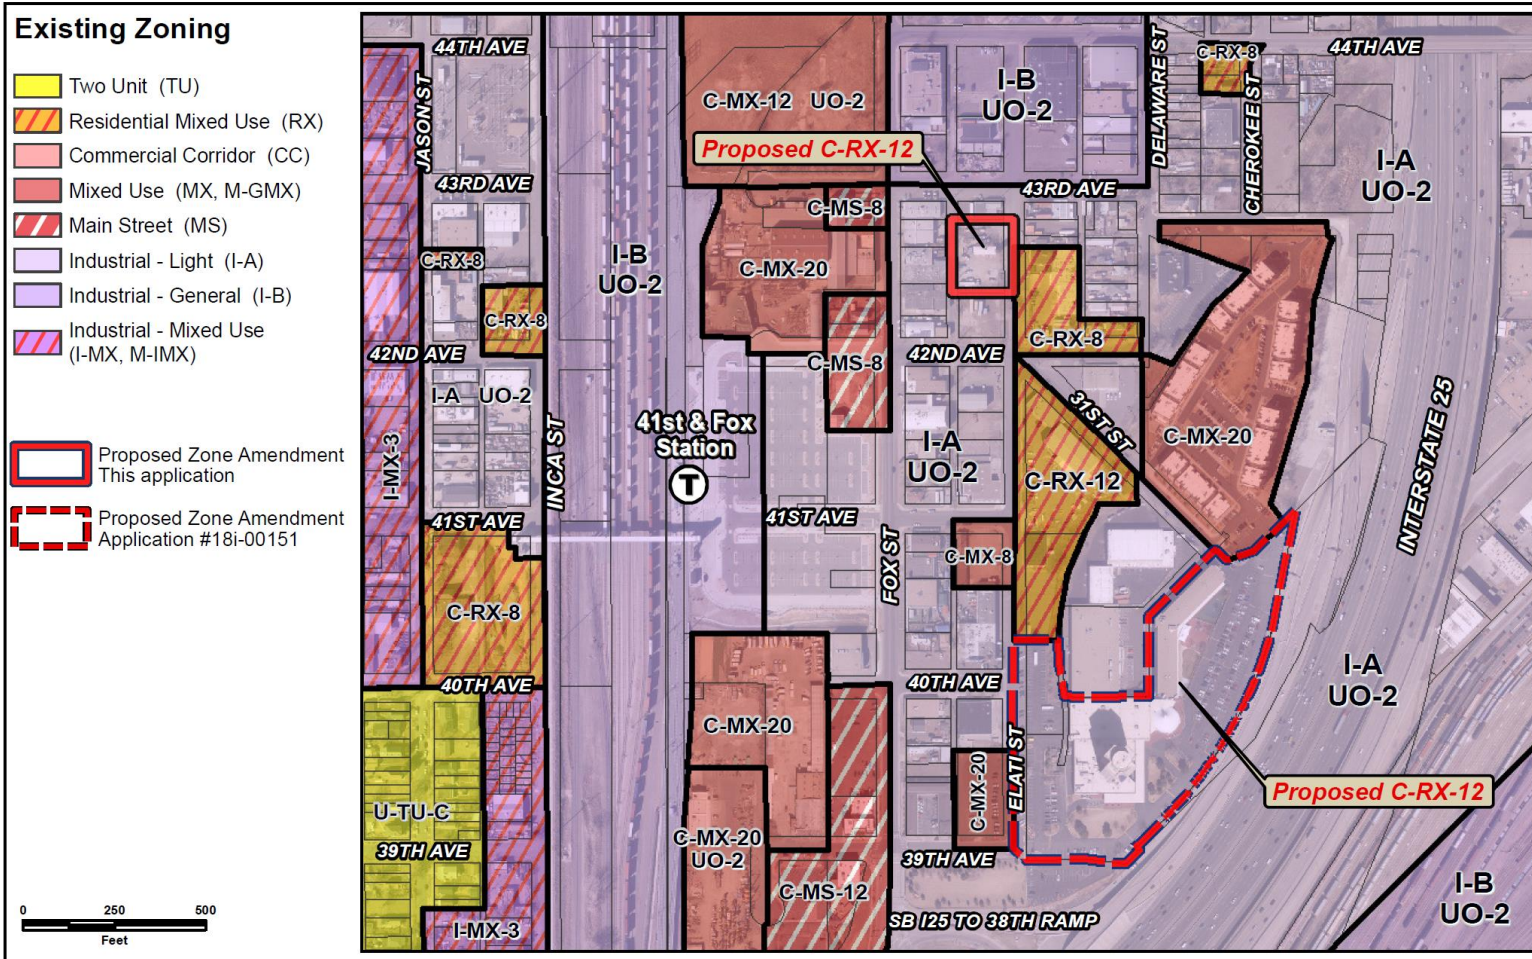 Existing Zoning
Two Unit (TU)
Residential Mixed Use (RX)
Commercial Corridor (CC)
Mixed Use (MX, M-GMX)
Main Street (MS)
Industrial - Light (I-A)
Industrial - General (I-B)
Industrial - Mixed Use
(I-MX, M-IMX)
Proposed Zone Amendment
This application
Proposed Zone Amendment
Application #18i-00151
0 250 500
Feet
44TH AVE
JASON ST
43RD AVE
C-RX-8
C-RX-8
42ND AVE
I-A UO-2
I-MX-3
INCA ST
41ST AVE
C-RX-8
40TH AVE
U-TU-C
39TH AVE
I-MX-3
I-B
UO-2
41st & Fox
Station
T
C-MX-12 UO-2
Proposed C-RX-12
C-MS-8
C-MX-20
C-MS-8
41ST AVE
FOX ST
C-MX-20
C-MX-20
UO-2
C-MS-12
I-B
UO-2
DELAWARE ST
C-RX-8
44TH AVE
CHEROKEE ST
43RD AVE
I-A
UO-2
42ND AVE
C-RX-8
31ST ST
I-A
UO-2
C-RX-12
C-MX-20
INTERSTATE 25
C-MX-8
40TH AVE
ELATI ST
C-MX-20
39TH AVE
I-A
UO-2
Proposed C-RX-12
SB I25 TO 38TH RAMP
I-B
UO-2